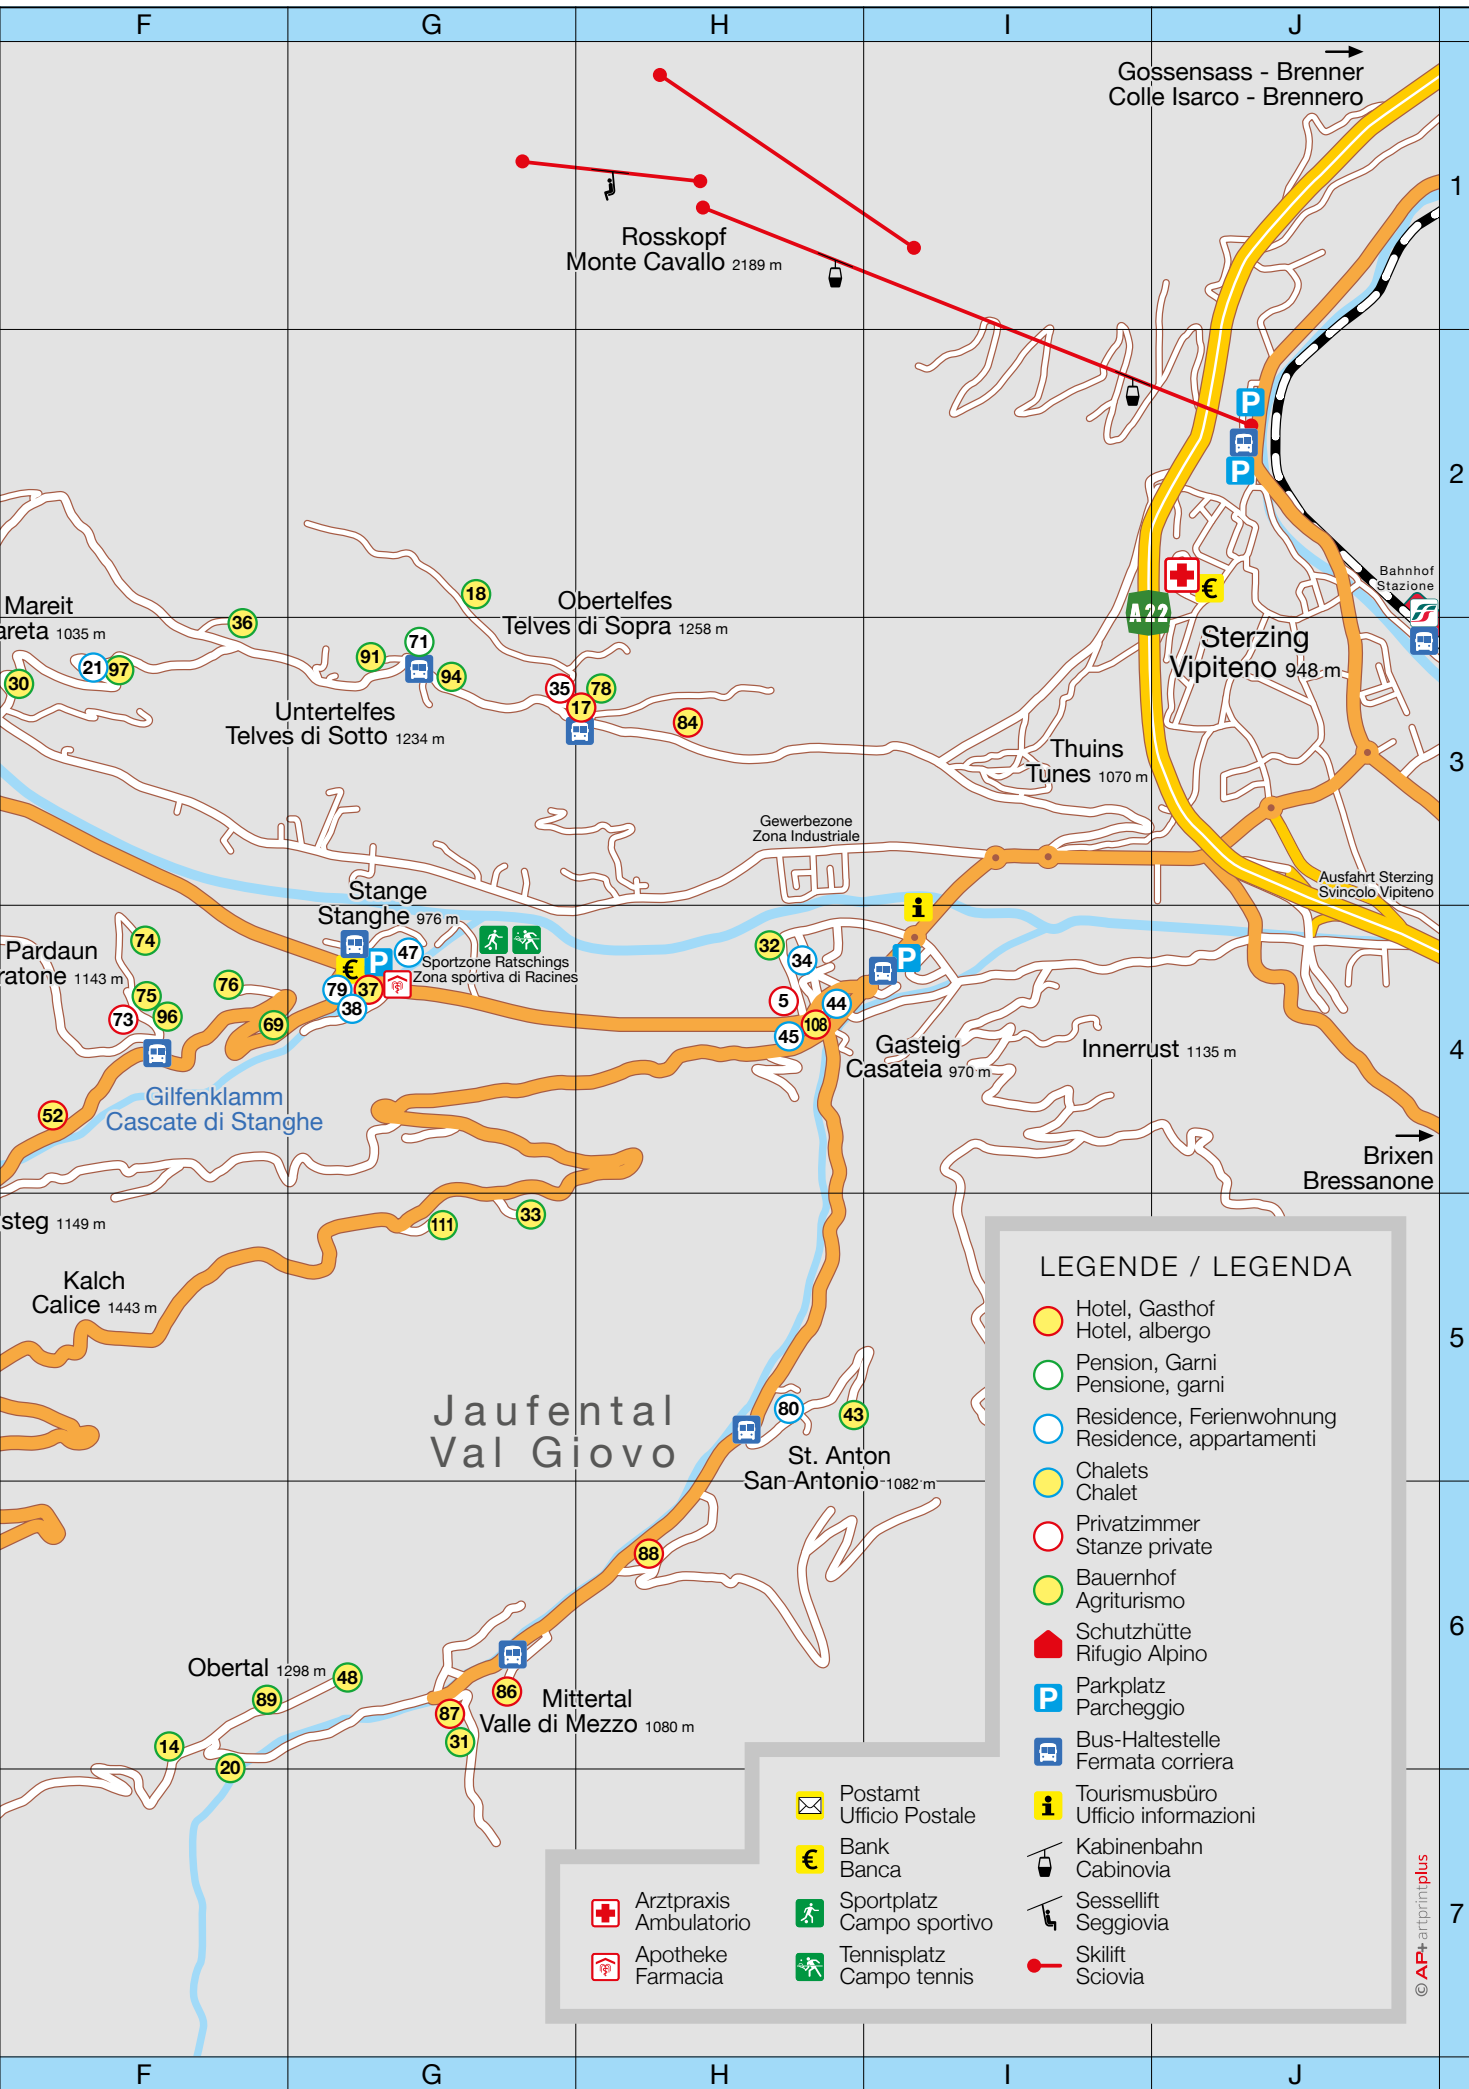 F G H I J
Gossensass - Brenner
Colle Isarco - Brennero
1
Rosskopf
Monte Cavallo 2189 m
P
P
2
Bahnhof
Stazione
€
A22
Sterzing
Vipiteno 948 m
Mareit
areta 1035 m
36
18
Obertelfes
Telves di Sopra 1258 m
71
91
94
21
97
30
35
78
17
84
Untertelfes
Telves di Sotto 1234 m
Thuins
Tunes 1070 m
3
Gewerbezone
Zona Industriale
Ausfahrt Sterzing
Svincolo Vipiteno
Stange
Stanghe 976 m
i
Pardaun
ratone 1143 m
74
75
76
96
73
69
47
€
P
79
37
38
Sportzone Ratschings
Zona sportiva di Racines
32
34
P
5
44
108
45
Gasteig
Casateia 970 m
Innerrust 1135 m
4
52
Gilfenklamm
Cascate di Stanghe
Brixen
Bressanone
steg 1149 m
111
33
Kalch
Calice 1443 m
5
Jaufental
Val Giovo
80
43
St. Anton
San Antonio 1082 m
88
6
Obertal 1298 m
48
89
86
87
Mittertal
Valle di Mezzo 1080 m
31
14
20
7
LEGENDE / LEGENDA
Hotel, Gasthof
Hotel, albergo
Pension, Garni
Pensione, garni
Residence, Ferienwohnung
Residence, appartamenti
Chalets
Chalet
Privatzimmer
Stanze private
Bauernhof
Agriturismo
Schutzhütte
Rifugio Alpino
P
Parkplatz
Parcheggio
Bus-Haltestelle
Fermata corriera
i
Tourismusbüro
Ufficio informazioni
Kabinenbahn
Cabinovia
Sessellift
Seggiovia
Skilift
Sciovia
Postamt
Ufficio Postale
€
Bank
Banca
Sportplatz
Campo sportivo
Tennisplatz
Campo tennis
Arztpraxis
Ambulatorio
Apotheke
Farmacia
© AP+ artprintplus
F G H I J